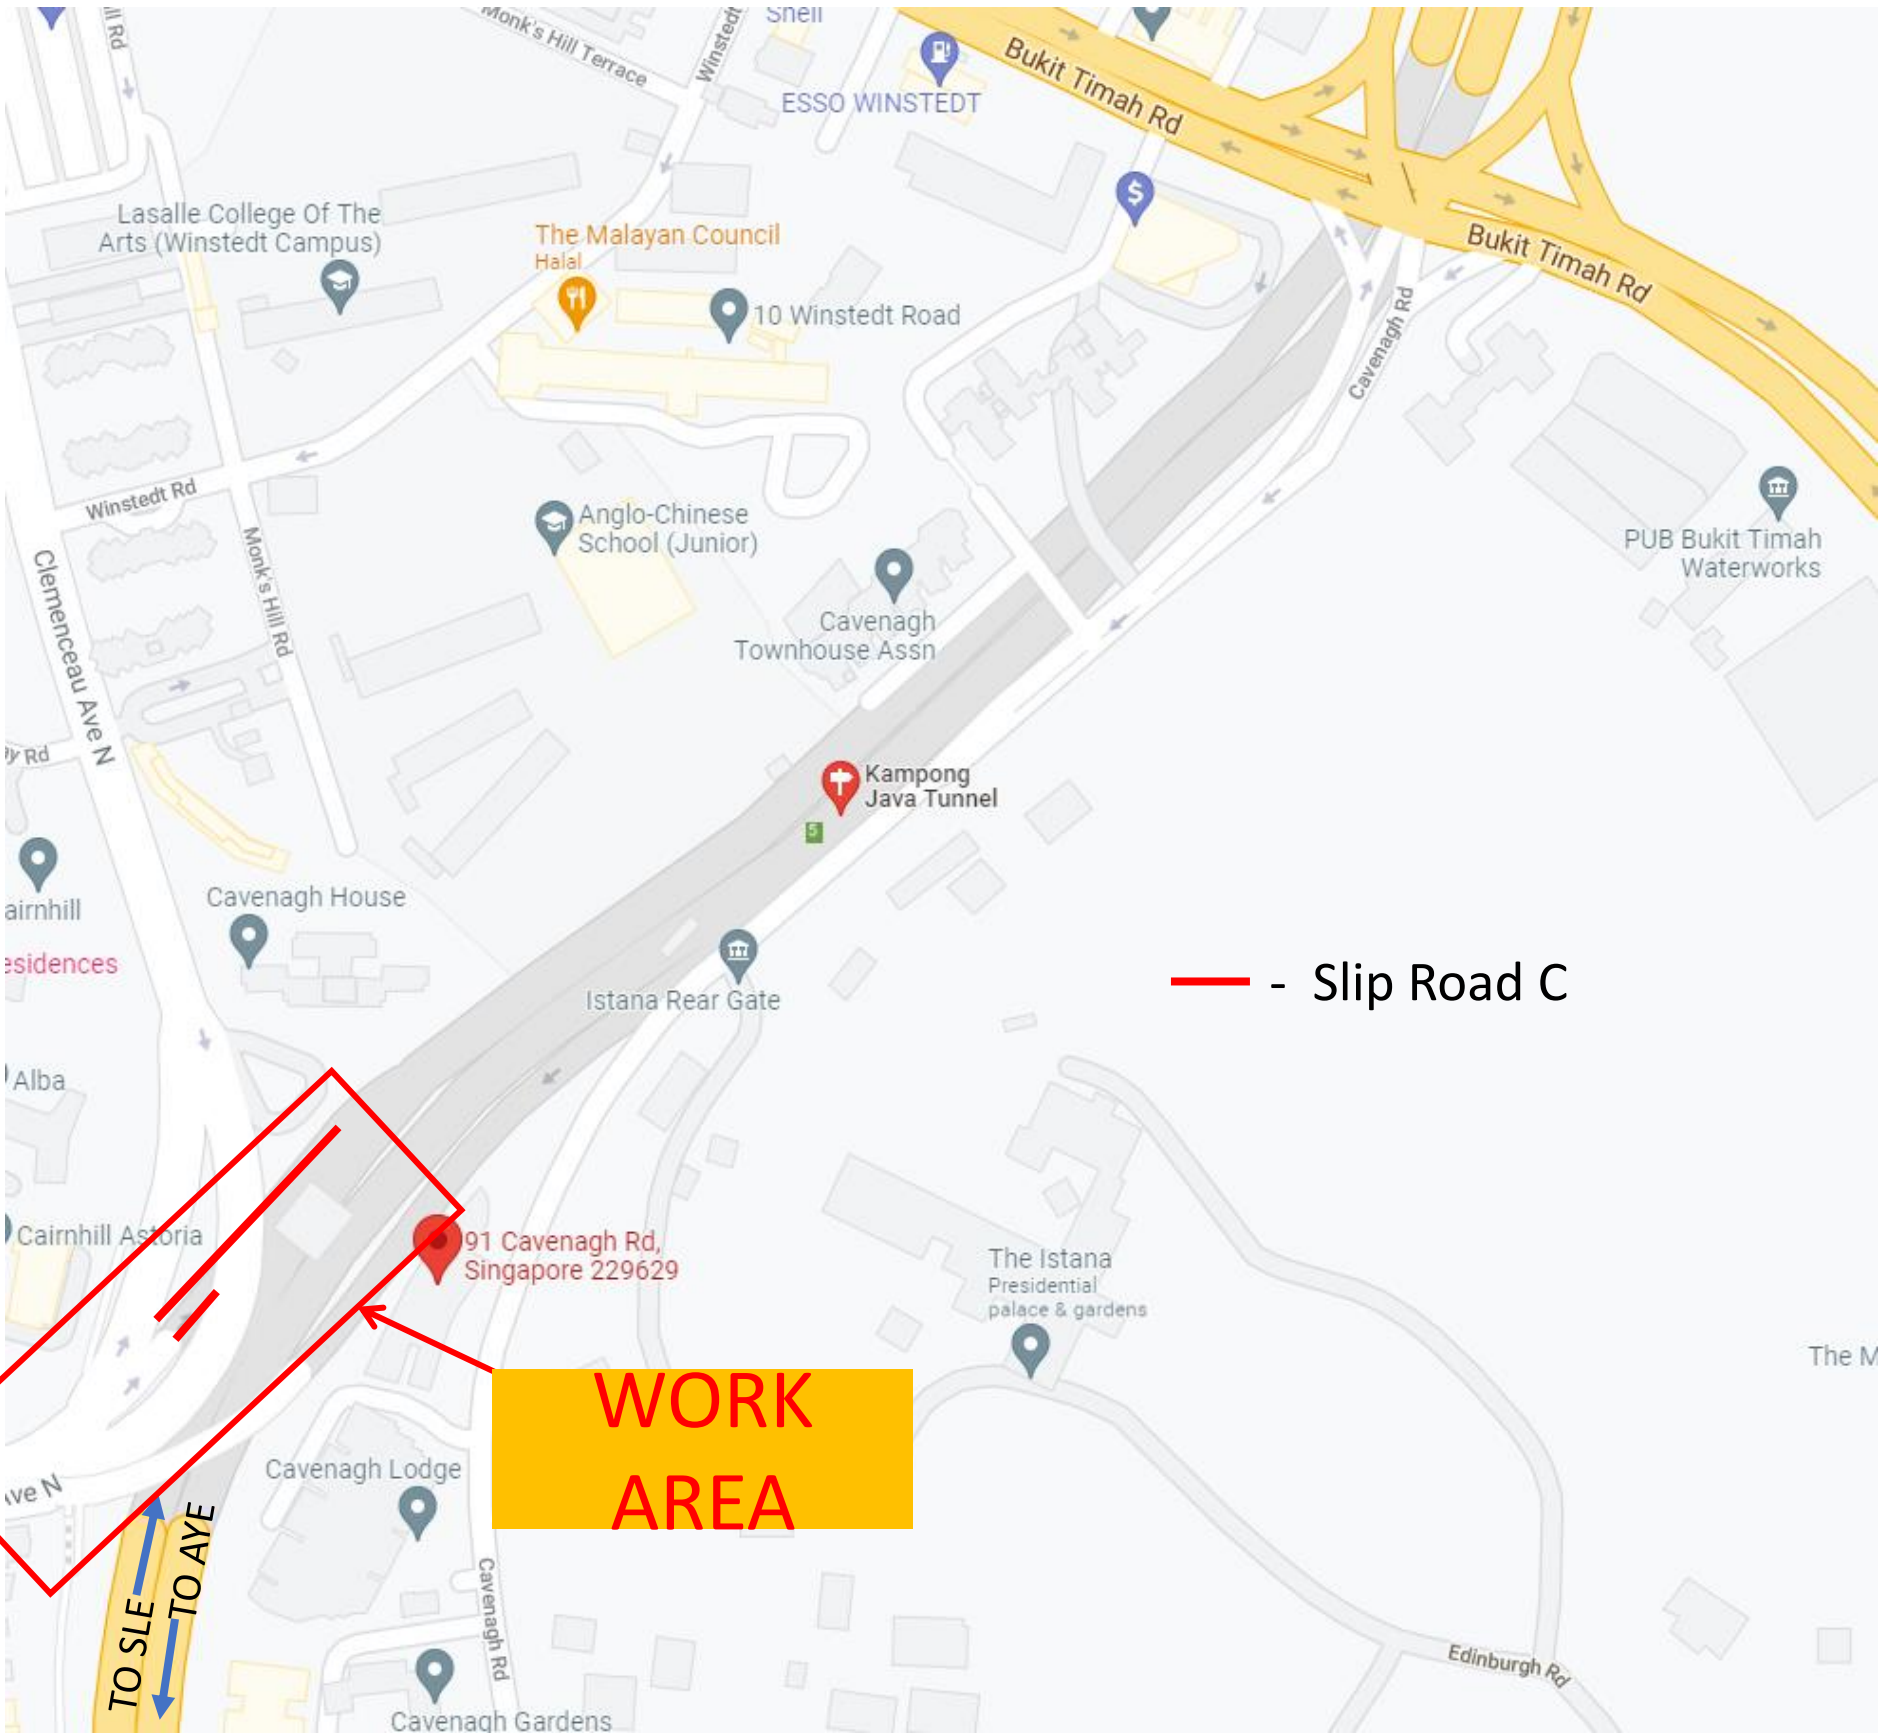 ll Rd
Monk's Hill Terrace
Winstedt
Shell
ESSO WINSTEDT
Bukit Timah Rd
Bukit Timah Rd
Lasalle College Of The
Arts (Winstedt Campus)
The Malayan Council
Halal
10 Winstedt Road
Cavenagh Rd
Winstedt Rd
Anglo-Chinese
School (Junior)
PUB Bukit Timah
Waterworks
Clemenceau Ave N
Monk's Hill Rd
Cavenagh
Townhouse Assn
y Rd
Kampong
Java Tunnel
5
airnhill
Cavenagh House
esidences
Istana Rear Gate
- Slip Road C
Alba
Cairnhill Astoria
91 Cavenagh Rd,
Singapore 229629
The Istana
Presidential
palace & gardens
The M
WORK
AREA
Cavenagh Lodge
ve N
TO SLE
TO AYE
Cavenagh Rd
Edinburgh Rd
Cavenagh Gardens